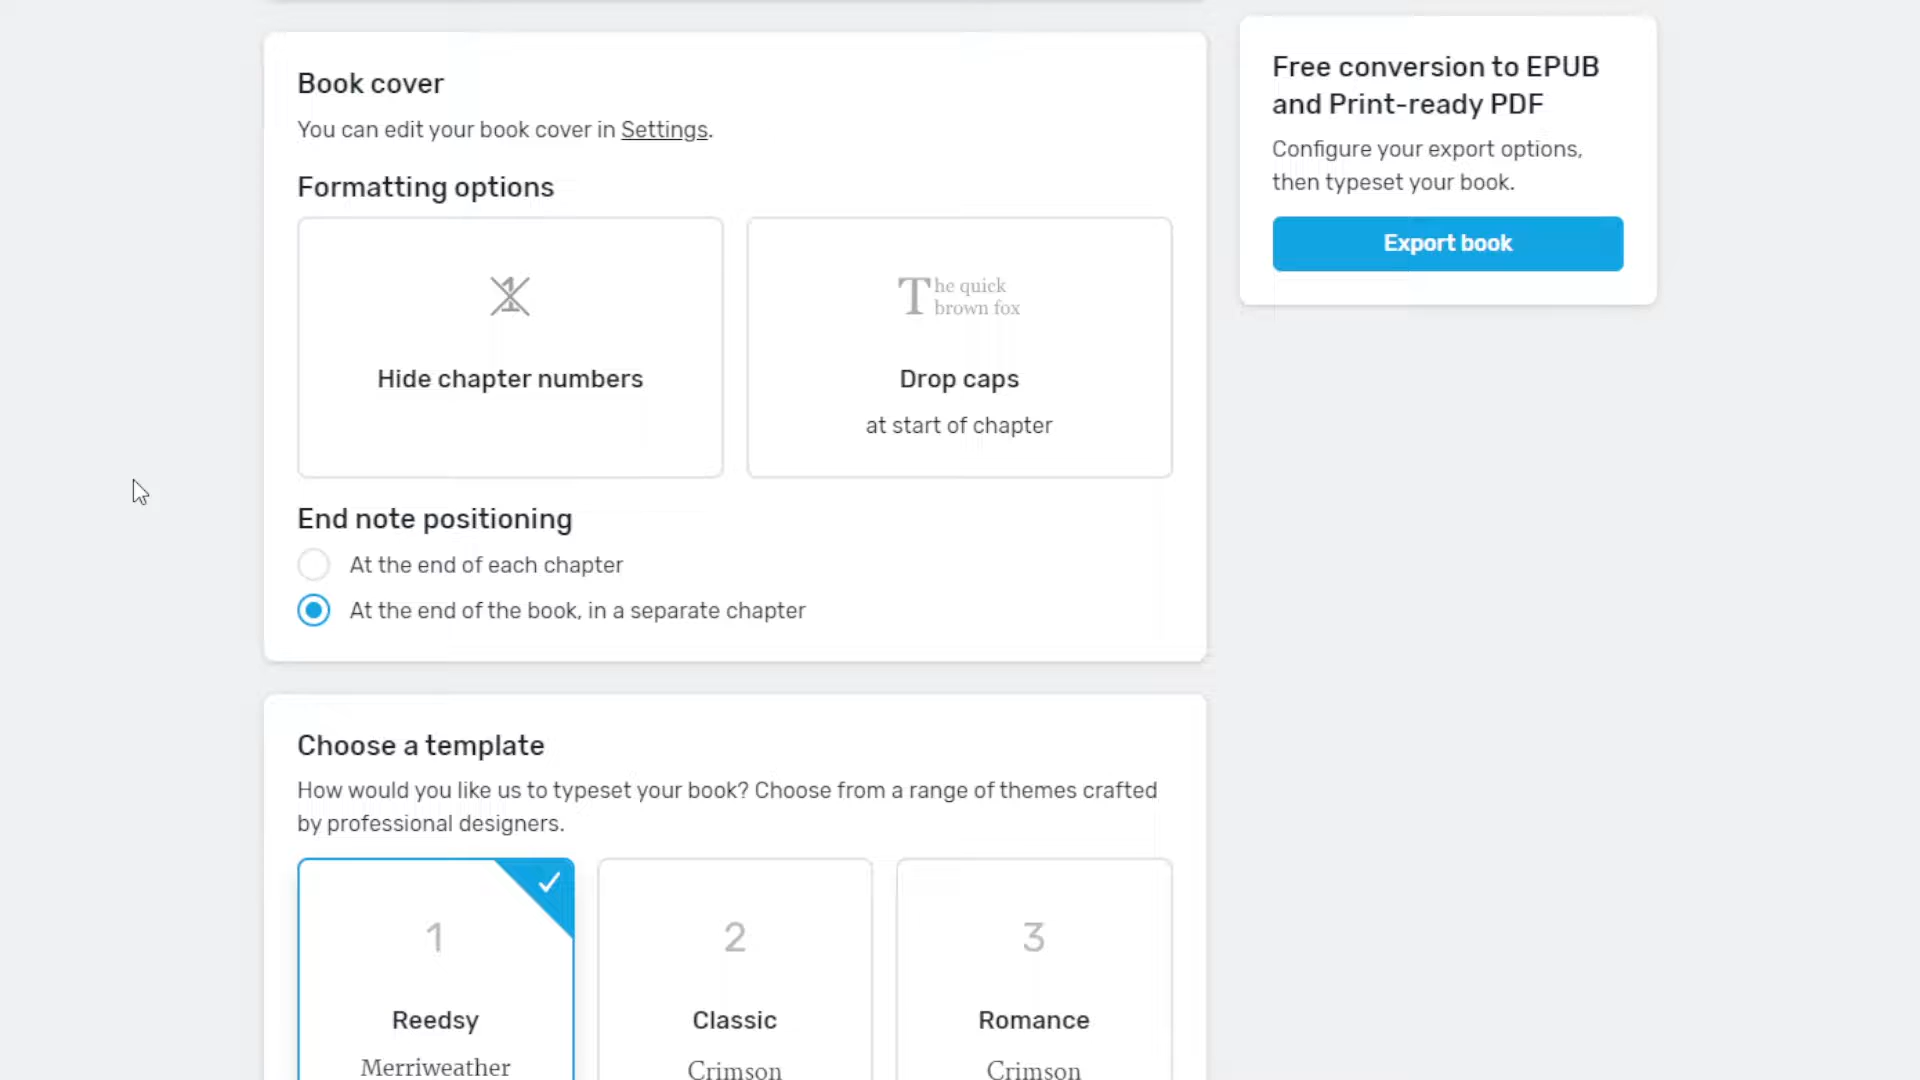 Book cover
You can edit your book cover in Settings.
Formatting options
1
Hide chapter numbers
The quick
brown fox
Drop caps
at start of chapter
End note positioning
At the end of each chapter
At the end of the book, in a separate chapter
Choose a template
How would you like us to typeset your book? Choose from a range of themes crafted
by professional designers.
1
Reedsy
Merriweather
2
Classic
Crimson
3
Romance
Crimson
Free conversion to EPUB
and Print-ready PDF
Configure your export options,
then typeset your book.
Export book